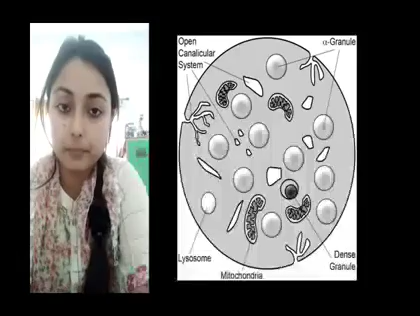 Open
Canalicular
System
α-Granule
Lysosome
Mitochondria
Dense
Granule